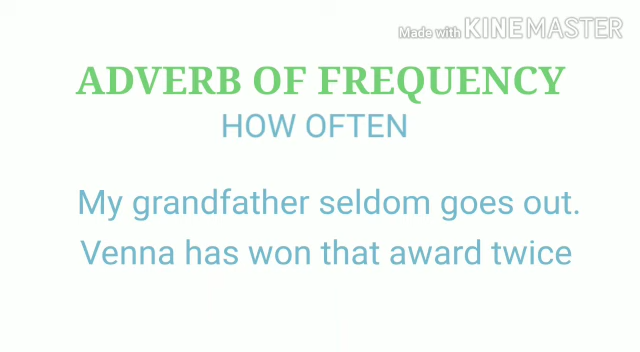 Made with KINEMASTER
ADVERB OF FREQUENCY
HOW OFTEN
My grandfather seldom goes out.
Venna has won that award twice